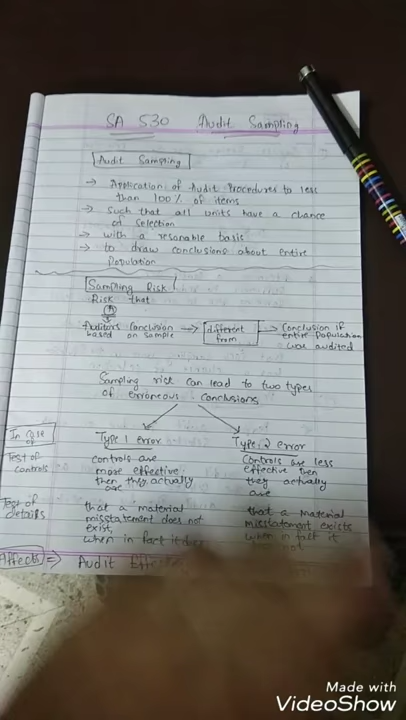 SA 530 Audit Sampling
Audit Sampling
→ Application of Audit Procedures to less
than 100% of items
→ Such that all units have a chance
of selection
→ with a resonable basis
→ to draw conclusions about Entire
Population
Sampling Risk
Risk that
Auditors Conclusion based on sample → different from → Conclusion if entire Population was audited
Sampling risk can lead to two types
of erroneous conclusions
In case of
Type 1 error
Type 2 error
Test of controls
controls are
more effective
then they actually
are
Controls are less
effective then
they actually
are
Test of details
that a material
misstatement does not
exist,
when in fact it does
that a material
misstatement exists
when in fact it
not
Affects ⇒ Audit
Made with
VideoShow